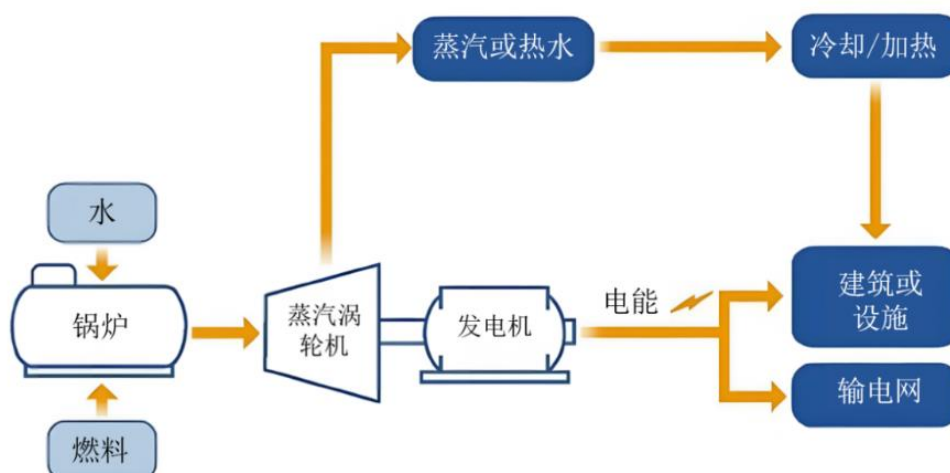 蒸汽或热水
冷却/加热
水
锅炉
燃料
蒸汽涡
轮机
发电机
电能
建筑或
设施
输电网